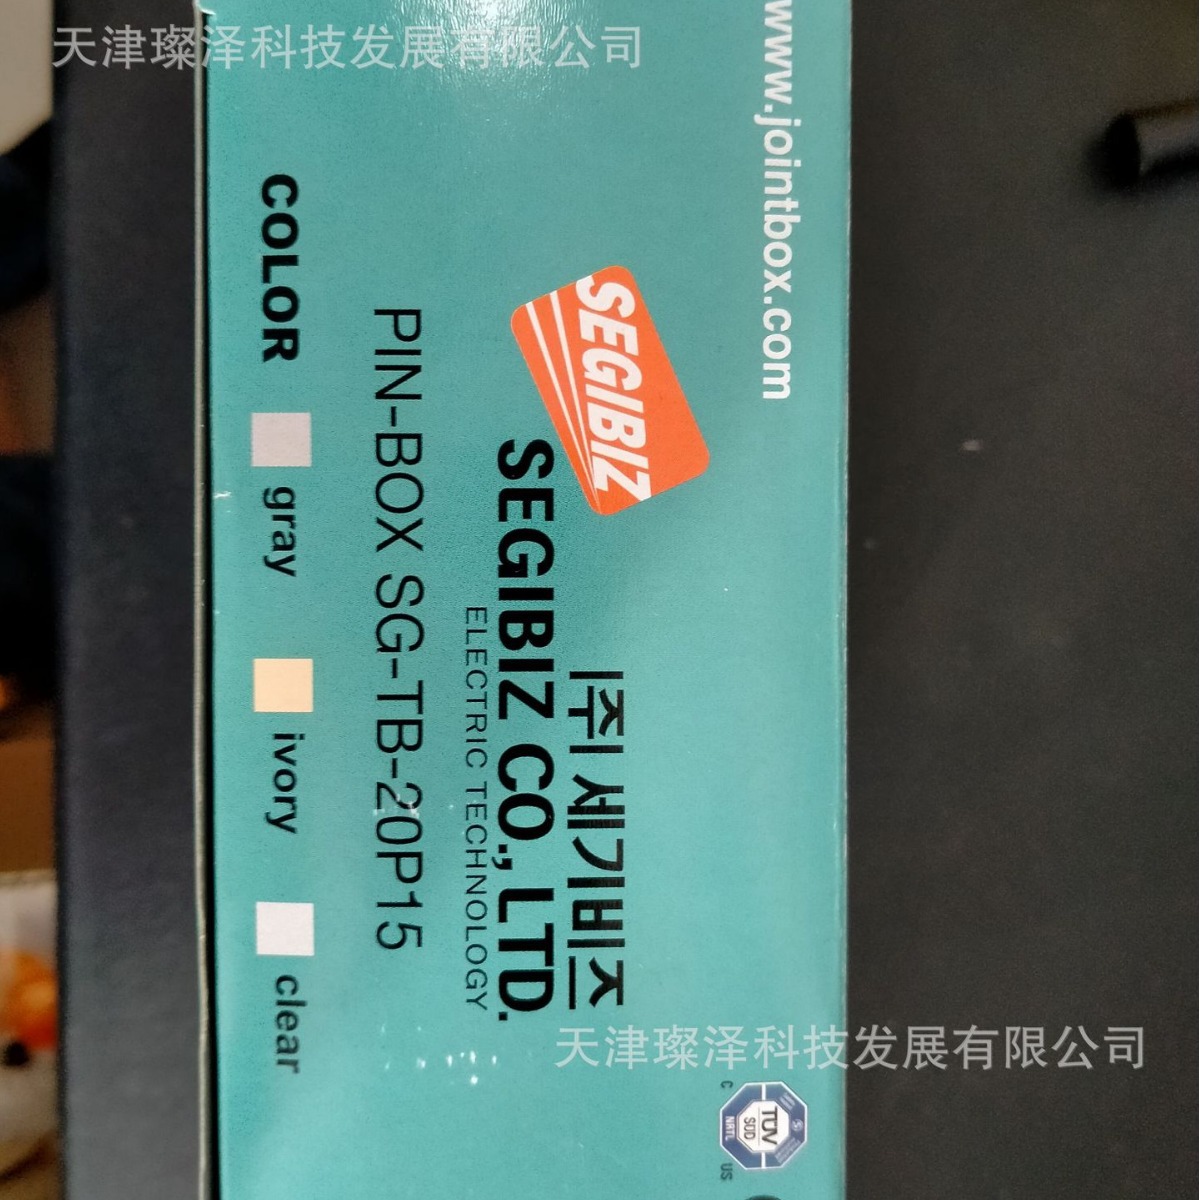 天津璨泽科技发展有限公司
www.jointbox.com
SEGIBIZ
(주) 세기비즈
SEGIBIZ CO., LTD.
ELECTRIC TECHNOLOGY
PIN-BOX SG-TB-20P15
COLOR gray ivory clear
天津璨泽科技发展有限公司
C US
TÜV
SÜD
NRTL